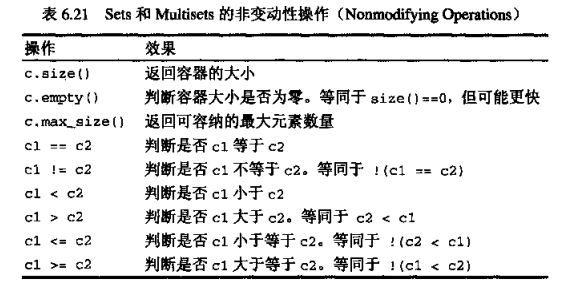 表 6.21 Sets 和 Multisets 的非变动性操作（Nonmodifying Operations）
操作 效果
c.size() 返回容器的大小
c.empty() 判断容器大小是否为零。等同于 size()==0，但可能更快
c.max_size() 返回可容纳的最大元素数量
c1 == c2 判断是否 c1 等于 c2
c1 != c2 判断是否 c1 不等于 c2。等同于 !(c1 == c2)
c1 < c2 判断是否 c1 小于 c2
c1 > c2 判断是否 c1 大于 c2。等同于 c2 < c1
c1 <= c2 判断是否 c1 小于等于 c2。等同于 !(c2 < c1)
c1 >= c2 判断是否 c1 大于等于 c2。等同于 !(c1 < c2)